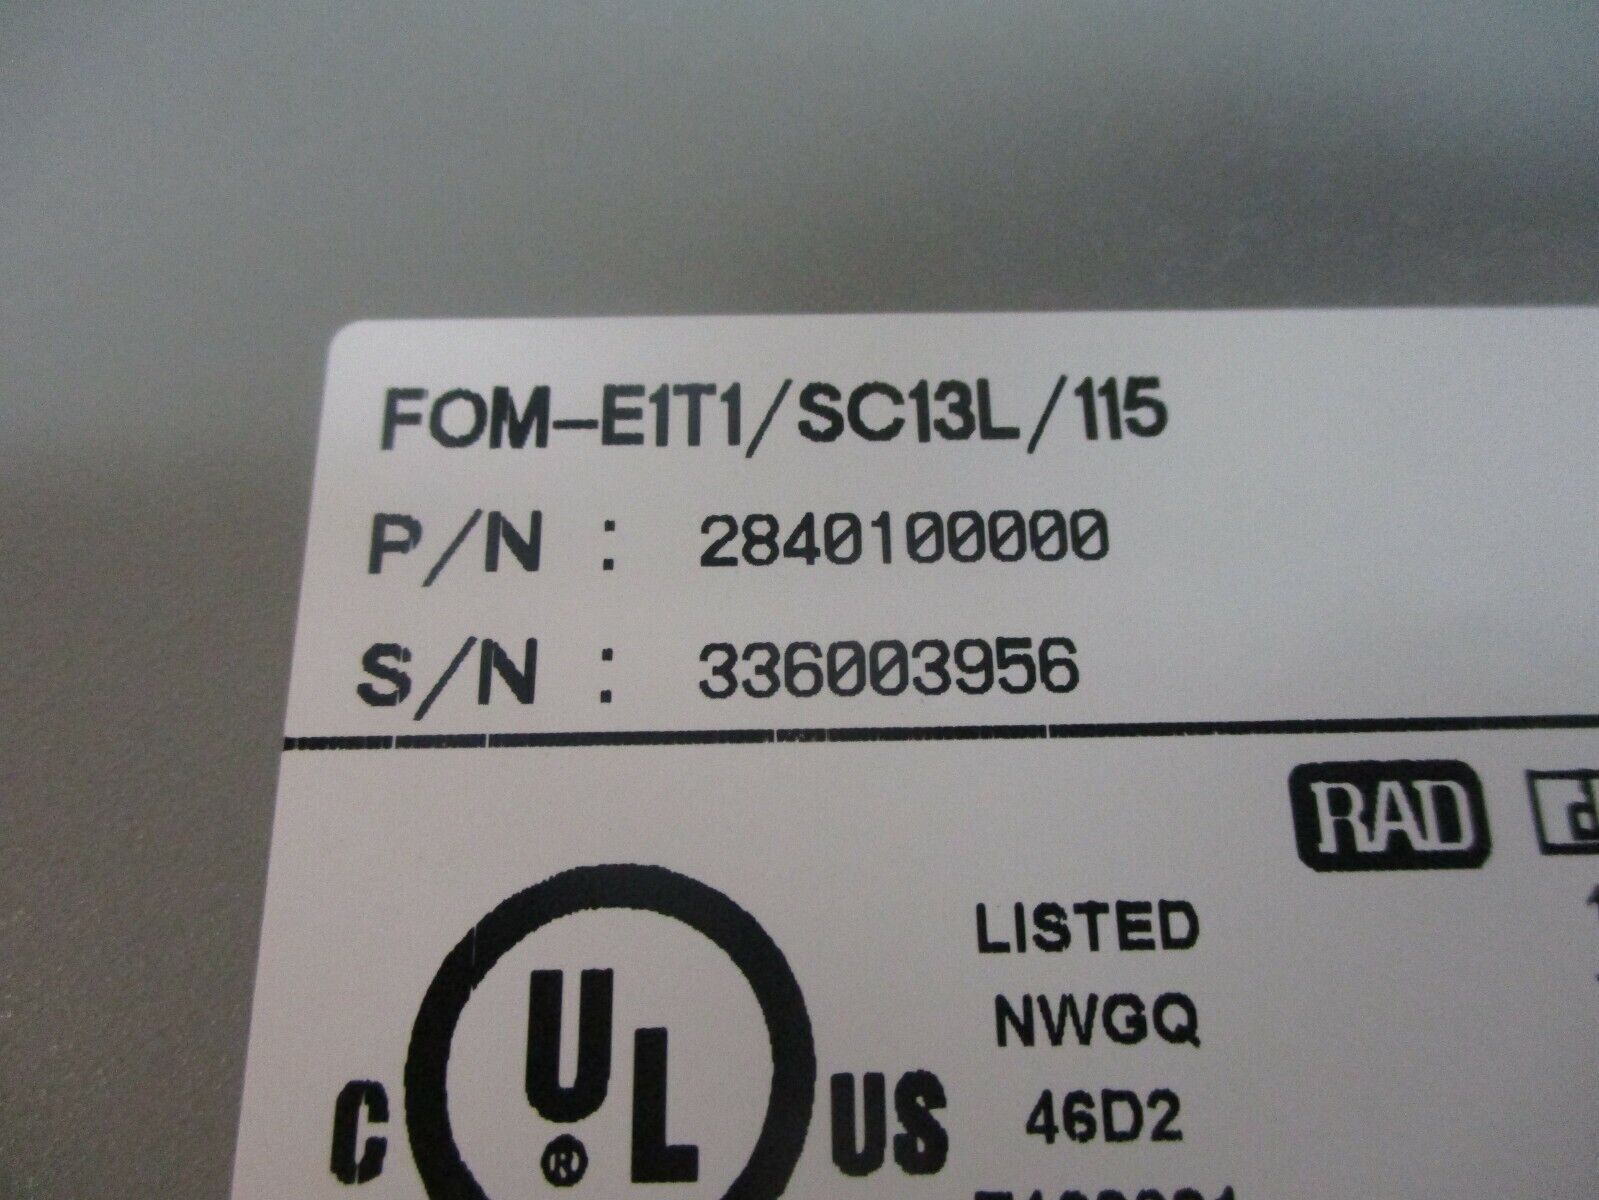 FOM-E1T1/SC13L/115
P/N : 2840100000
S/N : 336003956
RAD
LISTED
NWGQ
46D2
C UL® US